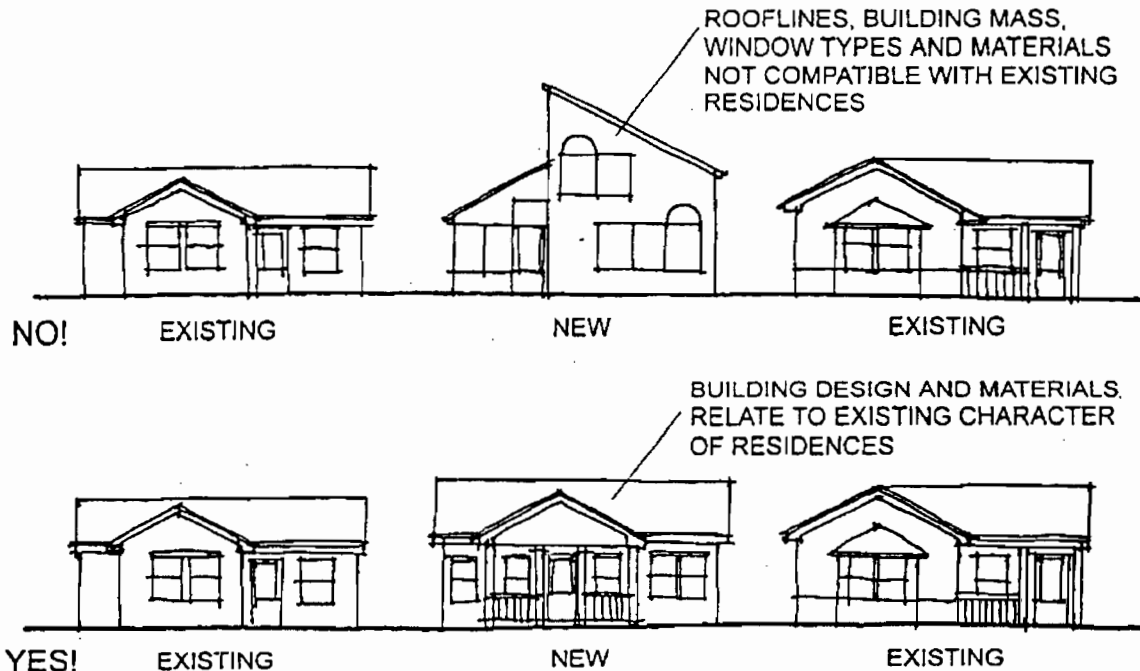 ROOFLINES, BUILDING MASS,
WINDOW TYPES AND MATERIALS
NOT COMPATIBLE WITH EXISTING
RESIDENCES
NO!
EXISTING
NEW
EXISTING
BUILDING DESIGN AND MATERIALS
RELATE TO EXISTING CHARACTER
OF RESIDENCES
YES!
EXISTING
NEW
EXISTING